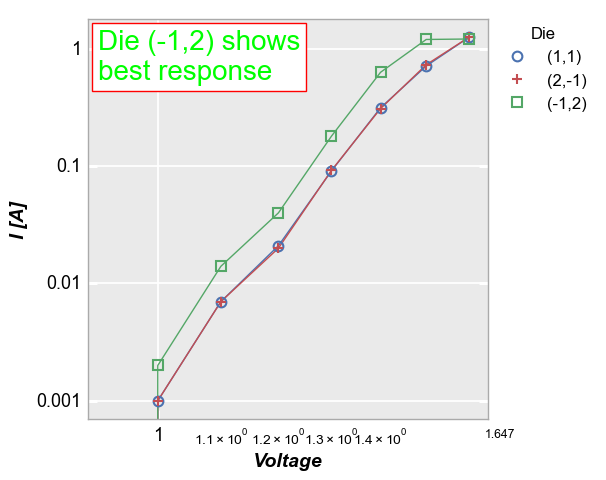 Die (-1,2) shows
best response
Die
(1,1)
(2,-1)
(-1,2)
I [A]
1
0.1
0.01
0.001
1
1.1 × 10⁰
1.2 × 10⁰
1.3 × 10⁰
1.4 × 10⁰
1.647
Voltage